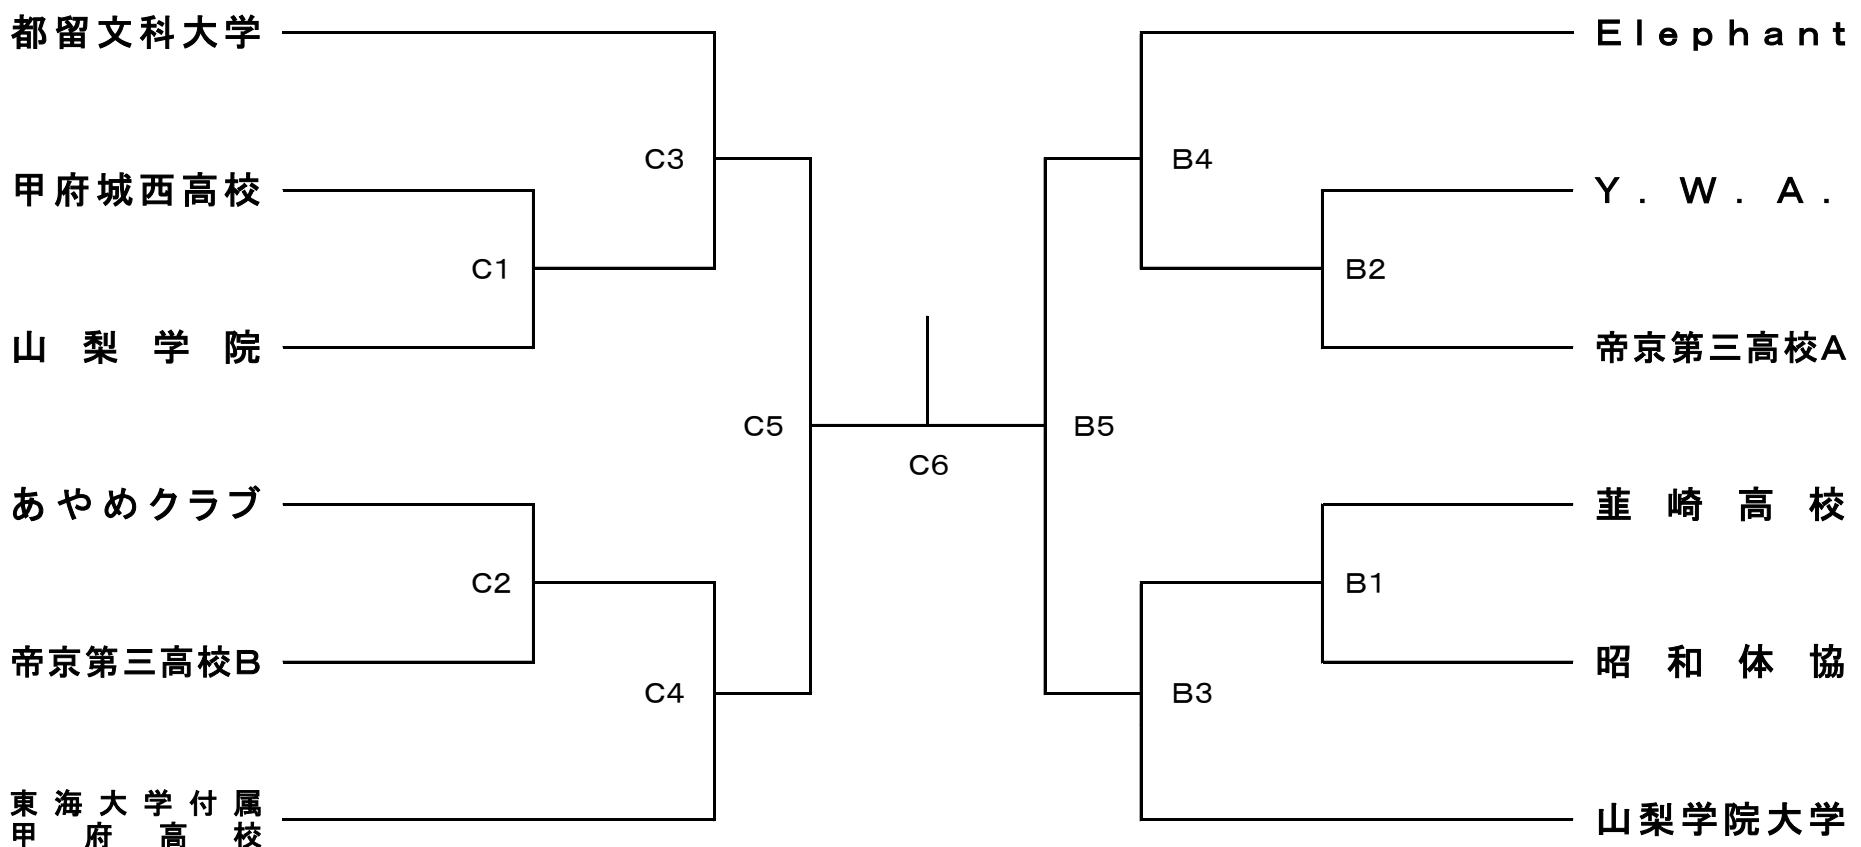 都留文科大学
Elephant
C3
B4
甲府城西高校
Y.W.A.
C1
B2
山梨学院
帝京第三高校A
C5
B5
C6
あやめクラブ
韮崎高校
C2
B1
帝京第三高校B
昭和体協
C4
B3
東海大学付属
甲府高校
山梨学院大学